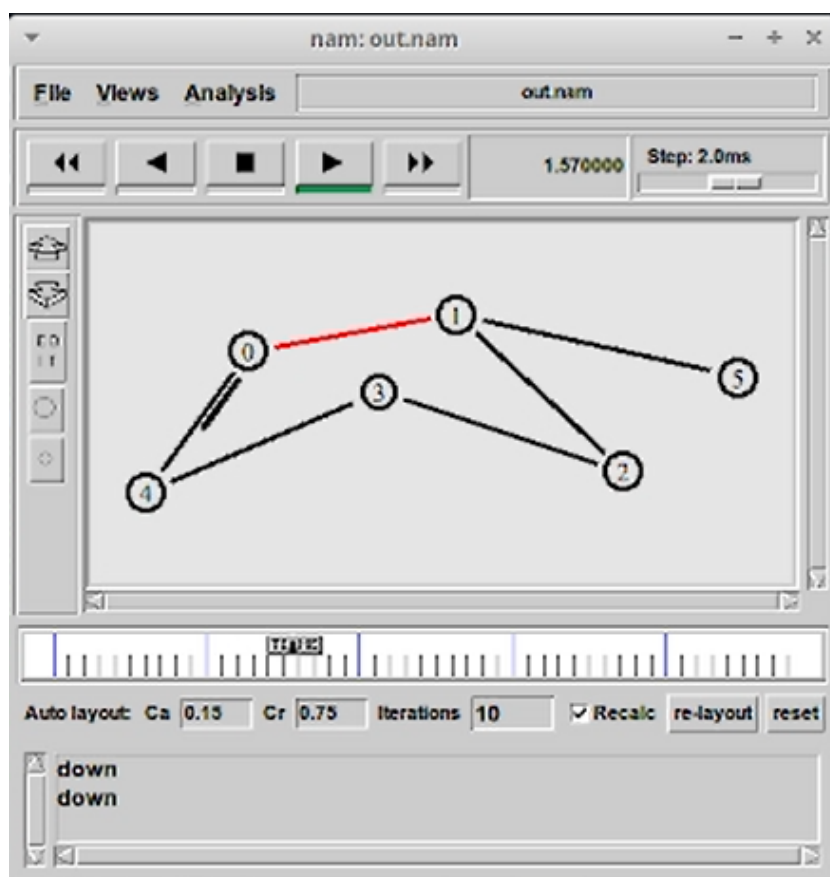 nam: out.nam
File Views Analysis out.nam
1.570000 Step: 2.0ms
1
0
3
5
2
4
TIME
Auto layout: Ca 0.15 Cr 0.75 Iterations 10 Recalc re-layout reset
down
down